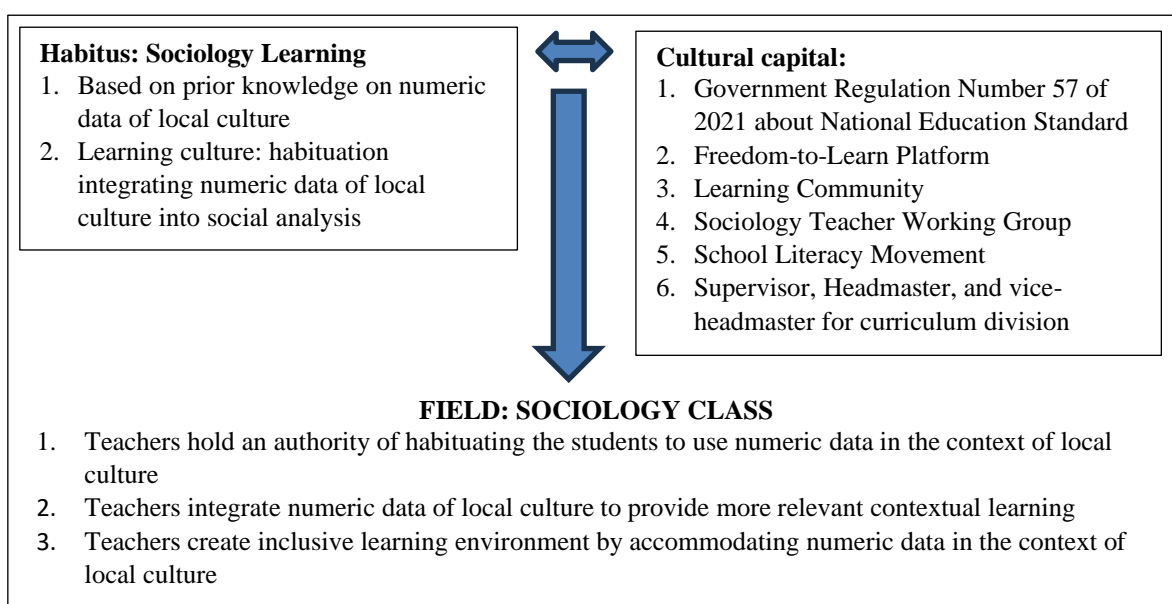 Habitus: Sociology Learning
1. Based on prior knowledge on numeric
data of local culture
2. Learning culture: habituation
integrating numeric data of local
culture into social analysis
Cultural capital:
1. Government Regulation Number 57 of
2021 about National Education Standard
2. Freedom-to-Learn Platform
3. Learning Community
4. Sociology Teacher Working Group
5. School Literacy Movement
6. Supervisor, Headmaster, and vice-
headmaster for curriculum division
FIELD: SOCIOLOGY CLASS
1. Teachers hold an authority of habituating the students to use numeric data in the context of local
culture
2. Teachers integrate numeric data of local culture to provide more relevant contextual learning
3. Teachers create inclusive learning environment by accommodating numeric data in the context of
local culture